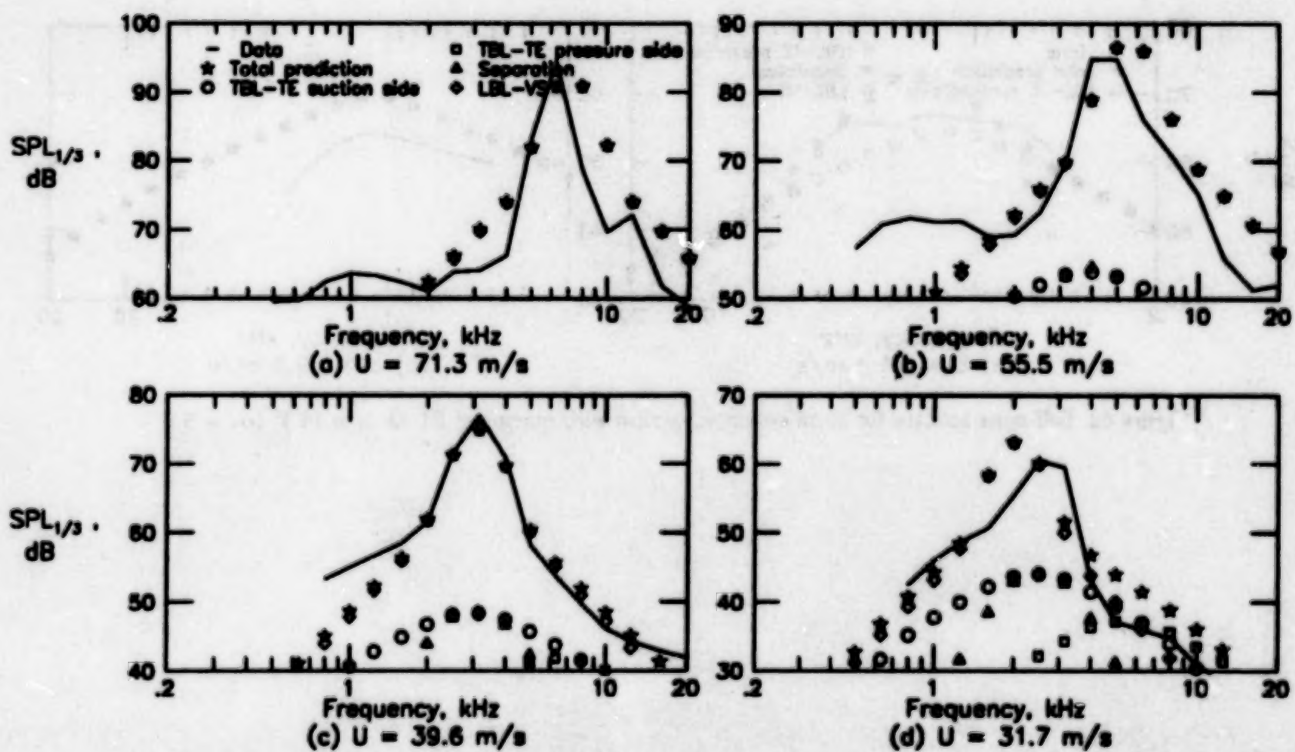 100
90
80
70
60
SPL1/3 ,
dB
— Data
Total prediction
TBL-TE suction side
TBL-TE pressure side
Separation
LBL-VS
.2 1 10 20
Frequency, kHz
(a) U = 71.3 m/s
90
80
70
60
50
.2 1 10 20
Frequency, kHz
(b) U = 55.5 m/s
80
70
60
50
40
SPL1/3 ,
dB
.2 1 10 20
Frequency, kHz
(c) U = 39.6 m/s
70
60
50
40
30
.2 1 10 20
Frequency, kHz
(d) U = 31.7 m/s